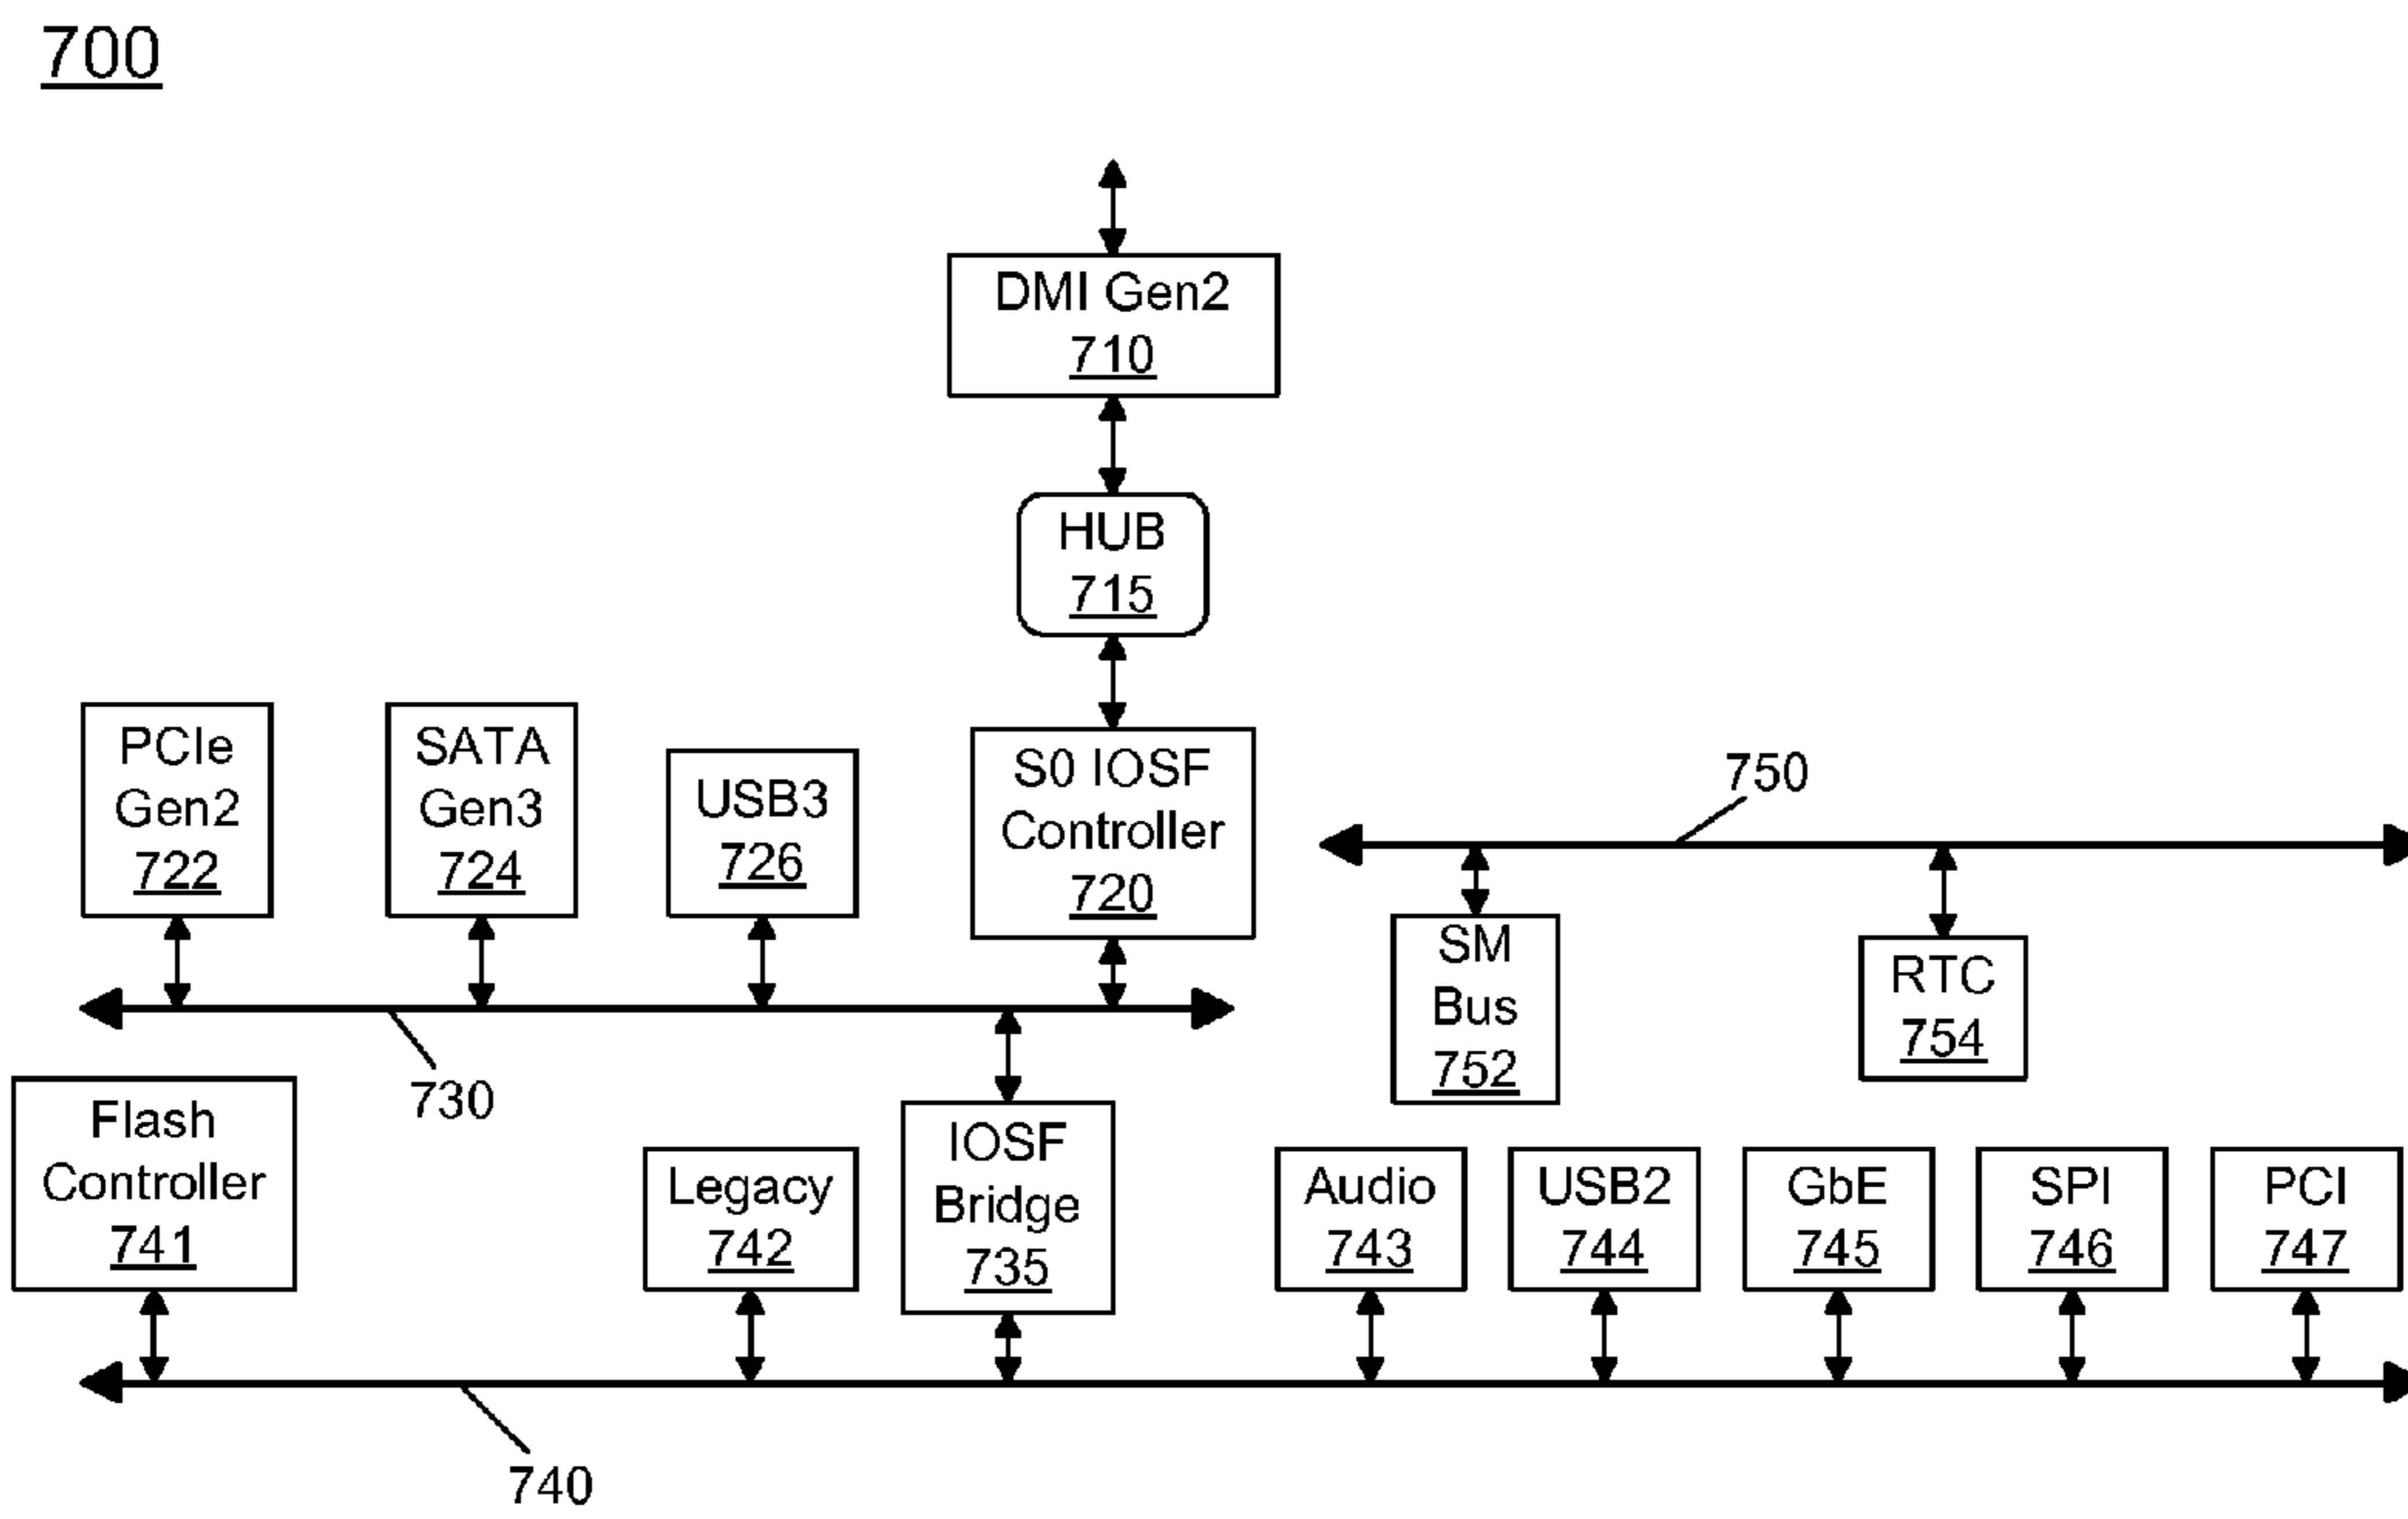 700
DMI Gen2
710
HUB
715
PCIe
Gen2
722
SATA
Gen3
724
USB3
726
S0 IOSF
Controller
720
750
SM
Bus
752
RTC
754
730
Flash
Controller
741
Legacy
742
IOSF
Bridge
735
Audio
743
USB2
744
GbE
745
SPI
746
PCI
747
740